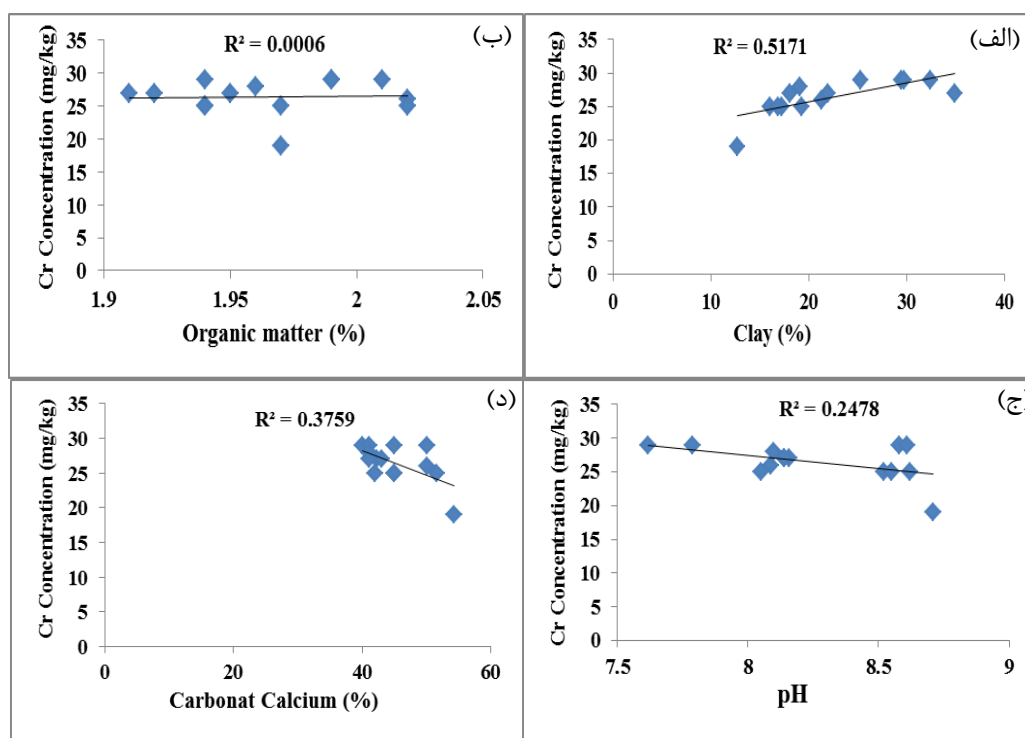 (الف)
R² = 0.5171
Cr Concentration (mg/kg)
35
30
25
20
15
10
5
0
0 10 20 30 40
Clay (%)
(ب)
R² = 0.0006
Cr Concentration (mg/kg)
35
30
25
20
15
10
5
0
1.9 1.95 2 2.05
Organic matter (%)
ج)
R² = 0.2478
Cr Concentration (mg/kg)
35
30
25
20
15
10
5
0
7.5 8 8.5 9
pH
(د)
R² = 0.3759
Cr Concentration (mg/kg)
35
30
25
20
15
10
5
0
0 20 40 60
Carbonat Calcium (%)